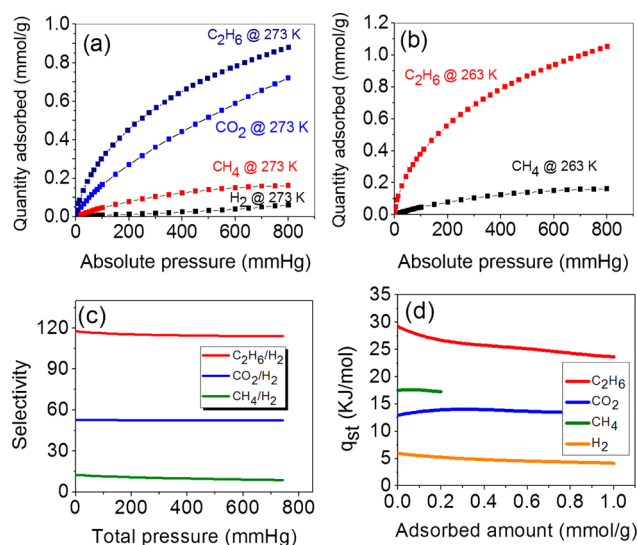 (a)
C2H6 @ 273 K
CO2 @ 273 K
CH4 @ 273 K
H2 @ 273 K
Quantity adsorbed (mmol/g)
1.0
0.8
0.6
0.4
0.2
0.0
0 200 400 600 800
Absolute pressure (mmHg)
(b)
C2H6 @ 263 K
CH4 @ 263 K
Quantity adsorbed (mmol/g)
1.2
1.0
0.8
0.6
0.4
0.2
0.0
0 200 400 600 800
Absolute pressure (mmHg)
(c)
Selectivity
120
90
60
30
0
C2H6/H2
CO2/H2
CH4/H2
0 200 400 600 800
Total pressure (mmHg)
(d)
qst (KJ/mol)
35
30
25
20
15
10
5
0
C2H6
CO2
CH4
H2
0.0 0.2 0.4 0.6 0.8 1.0
Adsorbed amount (mmol/g)